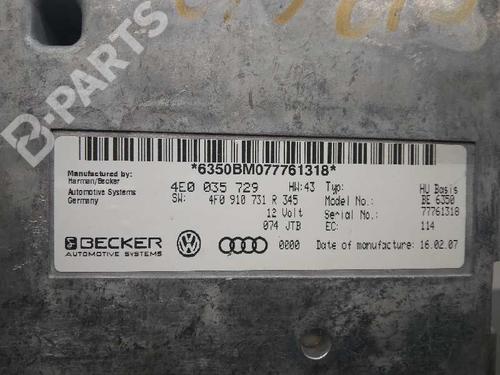 B-PARTS
*6350BM077761318*
Manufactured by:
Harman/Becker
Automotive Systems
Germany
4E0 035 729 HW:43 Typ: HU Basis
SW: 4F0 910 731 R 345 Model No.: BE 6350
12 Volt Serial No.: 77761318
074 JTB EC: 114
BECKER
AUTOMOTIVE SYSTEMS
0000 Date of manufacture: 16.02.07